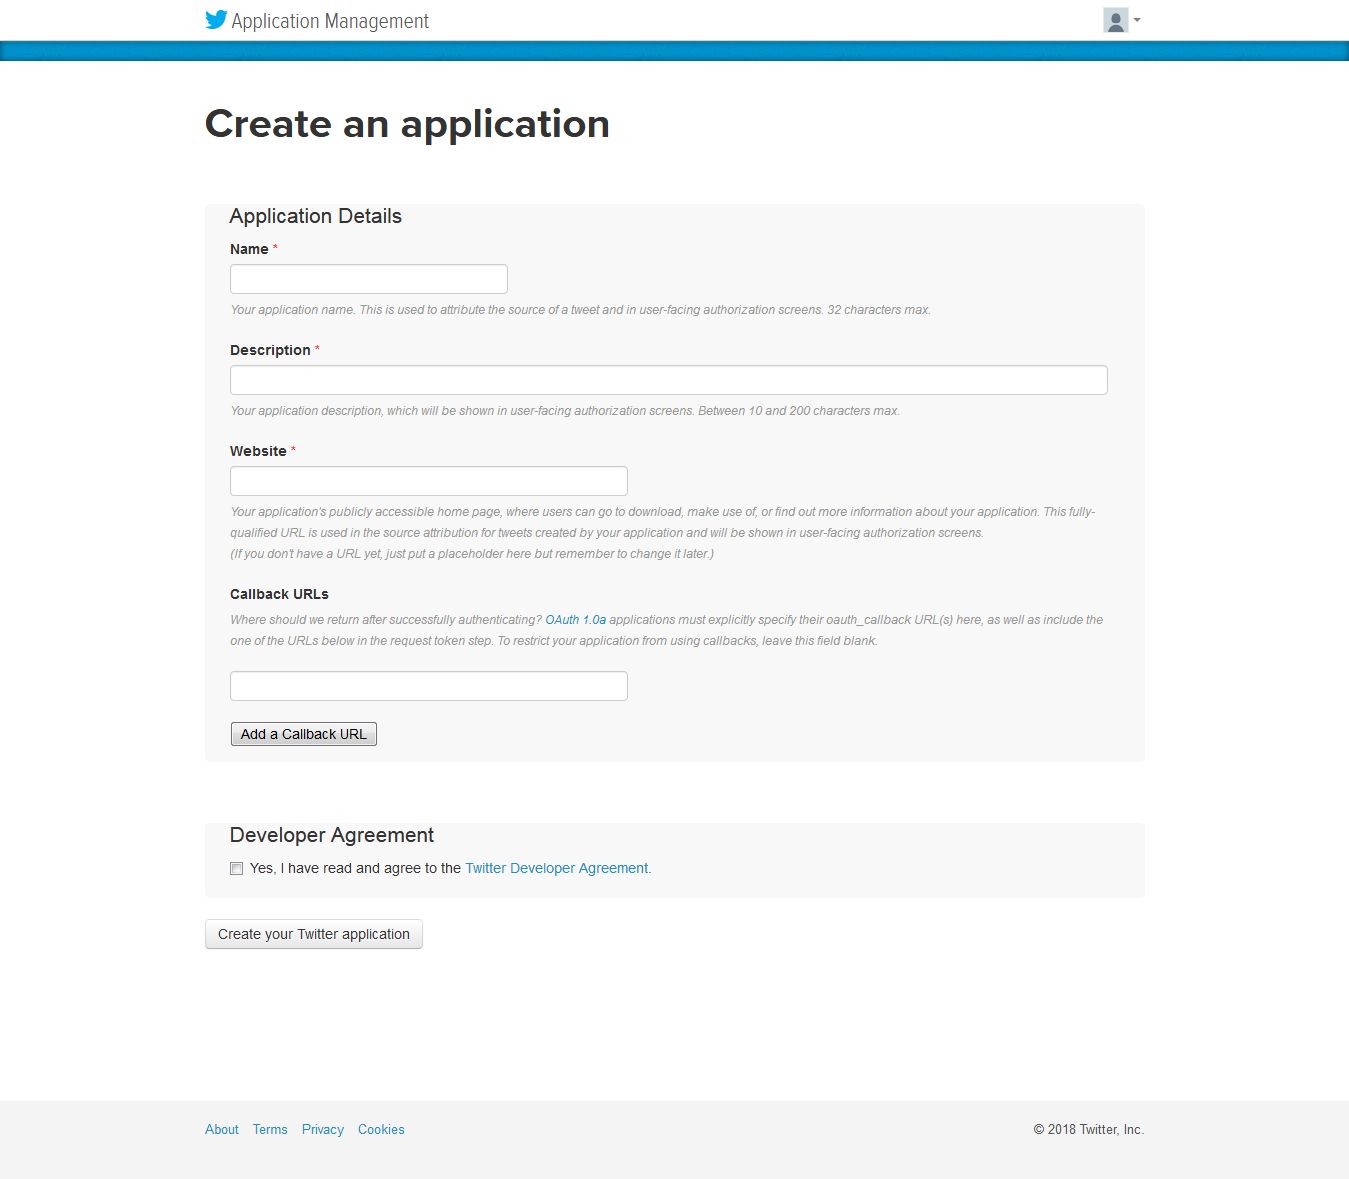 Application Management
Create an application
Application Details
Name *
Your application name. This is used to attribute the source of a tweet and in user-facing authorization screens. 32 characters max.
Description *
Your application description, which will be shown in user-facing authorization screens. Between 10 and 200 characters max.
Website *
Your application's publicly accessible home page, where users can go to download, make use of, or find out more information about your application. This fully-
qualified URL is used in the source attribution for tweets created by your application and will be shown in user-facing authorization screens.
(If you don't have a URL yet, just put a placeholder here but remember to change it later.)
Callback URLs
Where should we return after successfully authenticating? OAuth 1.0a applications must explicitly specify their oauth_callback URL(s) here, as well as include the
one of the URLs below in the request token step. To restrict your application from using callbacks, leave this field blank.
Add a Callback URL
Developer Agreement
Yes, I have read and agree to the Twitter Developer Agreement.
Create your Twitter application
About Terms Privacy Cookies © 2018 Twitter, Inc.